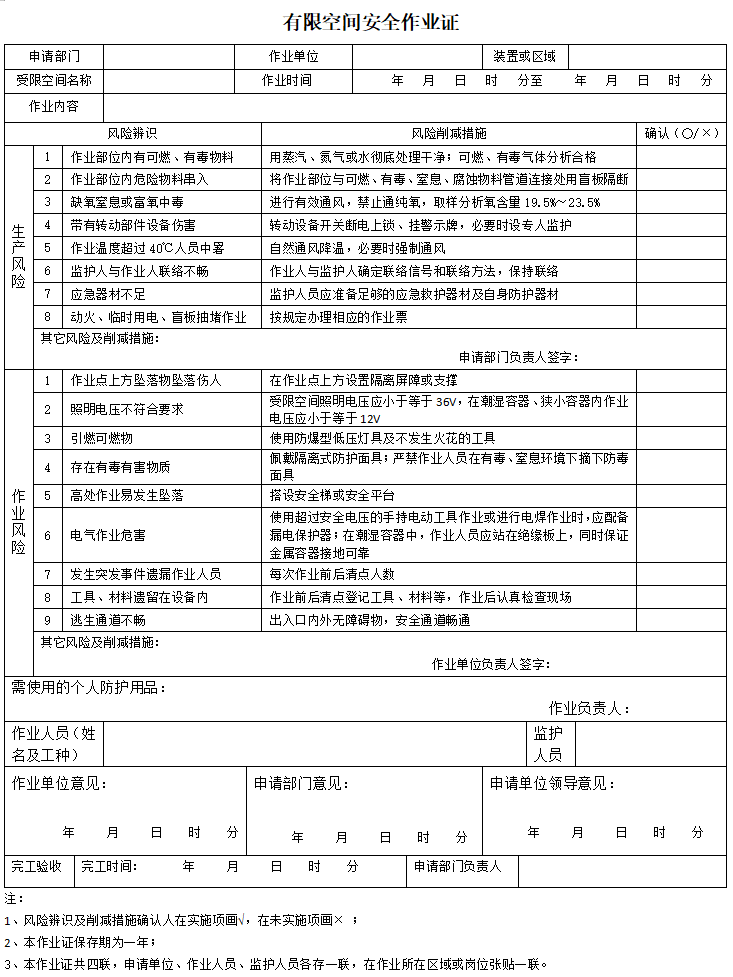 有限空间安全作业证
申请部门 作业单位 装置或区域
受限空间名称 作业时间 年 月 日 时 分至 年 月 日 时 分
作业内容
风险辨识 风险削减措施 确认（○/×）
生产风险
1 作业部位内有可燃、有毒物料 用蒸汽、氮气或水彻底处理干净；可燃、有毒气体分析合格
2 作业部位内危险物料串入 将作业部位与可燃、有毒、窒息、腐蚀物料管道连接处用盲板隔断
3 缺氧窒息或富氧中毒 进行有效通风，禁止通纯氧，取样分析氧含量19.5%～23.5%
4 带有转动部件设备伤害 转动设备开关断电上锁、挂警示牌，必要时设专人监护
5 作业温度超过40℃人员中署 自然通风降温，必要时强制通风
6 监护人与作业人联络不畅 作业人与监护人确定联络信号和联络方法，保持联络
7 应急器材不足 监护人员应准备足够的应急救护器材及自身防护器材
8 动火、临时用电、盲板抽堵作业 按规定办理相应的作业票
其它风险及削减措施：
申请部门负责人签字：
作业风险
1 作业点上方坠落物坠落伤人 在作业点上方设置隔离屏障或支撑
2 照明电压不符合要求 受限空间照明电压应小于等于36V，在潮显容器、狭小容器内作业
电压应小于等于12V
3 引燃可燃物 使用防爆型低压灯具及不发生火花的工具
4 存在有毒有害物质 佩戴隔离式防护面具；严禁作业人员在有毒、窒息环境下摘下防毒
面具
5 高处作业易发生坠落 搭设安全梯或安全平台
6 电气作业危害 使用超过安全电压的手持电动工具作业或进行电焊作业时，应配备
漏电保护器；在潮显容器中，作业人员应站在绝缘板上，同时保证
金属容器接地可靠
7 发生突发事件遗漏作业人员 每次作业前后清点人数
8 工具、材料遗留在设备内 作业前后清点登记工具、材料等，作业后认真检查现场
9 逃生通道不畅 出入口内外无障碍物，安全通道畅通
其它风险及削减措施：
作业单位负责人签字：
需使用的个人防护用品：
作业负责人：
作业人员（姓 监护
名及工种） 人员
作业单位意见： 申请部门意见： 申请单位领导意见：
年 月 日 时 分 年 月 日 时 分 年 月 日 时 分
完工验收 完工时间： 年 月 日 时 分 申请部门负责人
注：
1、风险辨识及削减措施确认人在实施项画√，在未实施项画×；
2、本作业证保存期为一年；
3、本作业证共四联，申请单位、作业人员、监护人员各存一联，在作业所在区域或岗位张贴一联。